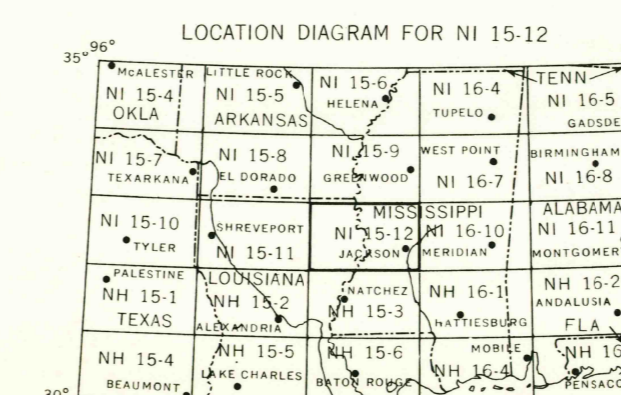 LOCATION DIAGRAM FOR NI 15-12
35° 96°
McALESTER
NI 15-4
OKLA
LITTLE ROCK
NI 15-5
ARKANSAS
NI 15-6
HELENA
NI 16-4
TUPELO
TENN
NI 16-5
GADSDE
NI 15-7
TEXARKANA
NI 15-8
EL DORADO
NI 15-9
GREENWOOD
WEST POINT
NI 16-7
BIRMINGHAM
NI 16-8
NI 15-10
TYLER
SHREVEPORT
NI 15-11
MISSISSIPPI
NI 15-12
JACKSON
NI 16-10
MERIDIAN
ALABAMA
NI 16-11
MONTGOMER
PALESTINE
NH 15-1
TEXAS
LOUISIANA
NH 15-2
ALEXANDRIA
NATCHEZ
NH 15-3
NH 16-1
HATTIESBURG
NH 16-2
ANDALUSIA
FLA
NH 15-4
BEAUMONT
NH 15-5
LAKE CHARLES
NH 15-6
BATON ROUGE
MOBILE
NH 16-4
NH 16
PENSACO
30°